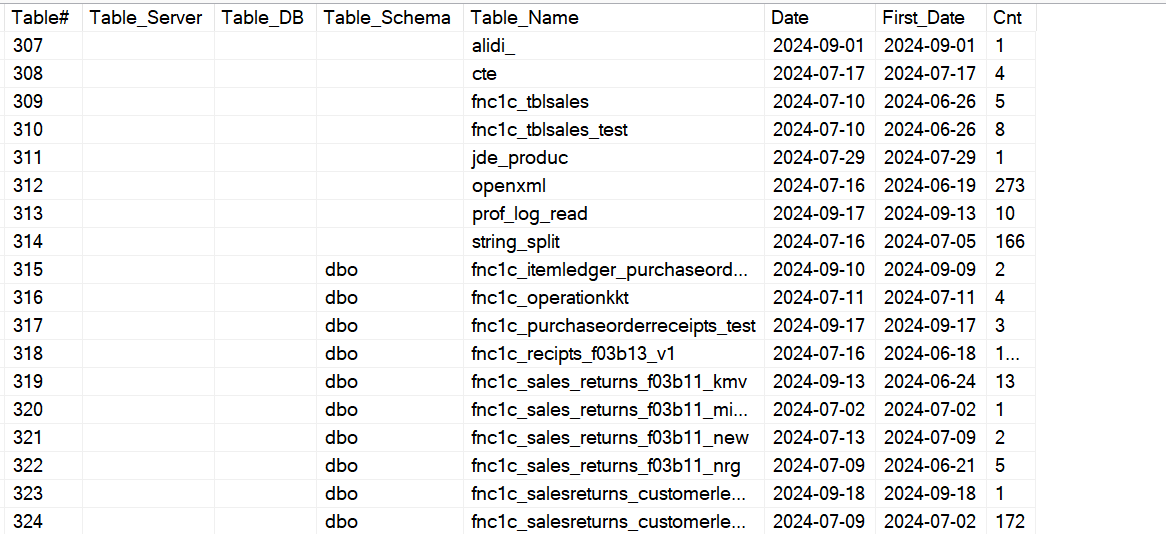 Table# Table_Server Table_DB Table_Schema Table_Name Date First_Date Cnt
307 alidi_ 2024-09-01 2024-09-01 1
308 cte 2024-07-17 2024-07-17 4
309 fnc1c_tblsales 2024-07-10 2024-06-26 5
310 fnc1c_tblsales_test 2024-07-10 2024-06-26 8
311 jde_produc 2024-07-29 2024-07-29 1
312 openxml 2024-07-16 2024-06-19 273
313 prof_log_read 2024-09-17 2024-09-13 10
314 string_split 2024-07-16 2024-07-05 166
315 dbo fnc1c_itemledger_purchaseord... 2024-09-10 2024-09-09 2
316 dbo fnc1c_operationkkt 2024-07-11 2024-07-11 4
317 dbo fnc1c_purchaseorderreceipts_test 2024-09-17 2024-09-17 3
318 dbo fnc1c_recipts_f03b13_v1 2024-07-16 2024-06-18 1...
319 dbo fnc1c_sales_returns_f03b11_kmv 2024-09-13 2024-06-24 13
320 dbo fnc1c_sales_returns_f03b11_mi... 2024-07-02 2024-07-02 1
321 dbo fnc1c_sales_returns_f03b11_new 2024-07-13 2024-07-09 2
322 dbo fnc1c_sales_returns_f03b11_nrg 2024-07-09 2024-06-21 5
323 dbo fnc1c_salesreturns_customerle... 2024-09-18 2024-09-18 1
324 dbo fnc1c_salesreturns_customerle... 2024-07-09 2024-07-02 172